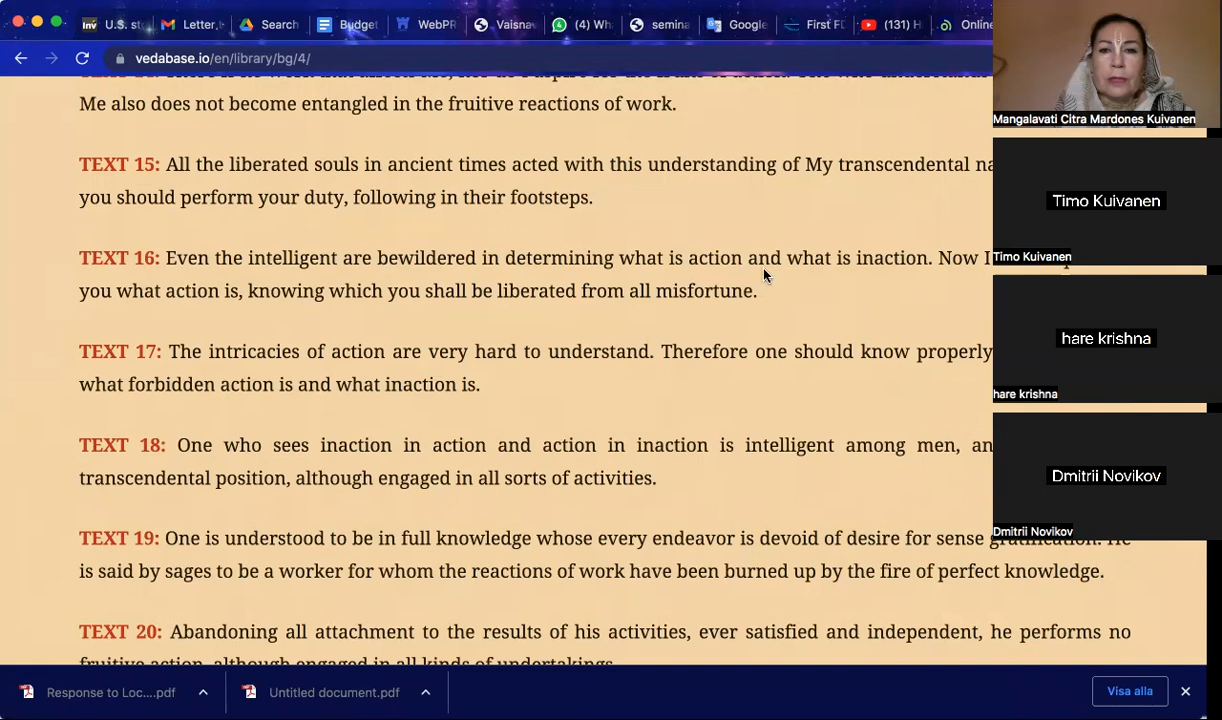 U.S. st
Letter,
Search
Budget
WebPR
Vaisnav
(4) Wh
semina
Google
First F
(131) H
Online
vedabase.io/en/library/bg/4/
Me also does not become entangled in the fruitive reactions of work.
TEXT 15: All the liberated souls in ancient times acted with this understanding of My transcendental na
you should perform your duty, following in their footsteps.
TEXT 16: Even the intelligent are bewildered in determining what is action and what is inaction. Now I
you what action is, knowing which you shall be liberated from all misfortune.
TEXT 17: The intricacies of action are very hard to understand. Therefore one should know properly
what forbidden action is and what inaction is.
TEXT 18: One who sees inaction in action and action in inaction is intelligent among men, an
transcendental position, although engaged in all sorts of activities.
TEXT 19: One is understood to be in full knowledge whose every endeavor is devoid of desire for sense gratification. He
is said by sages to be a worker for whom the reactions of work have been burned up by the fire of perfect knowledge.
TEXT 20: Abandoning all attachment to the results of his activities, ever satisfied and independent, he performs no
fruitive action, although engaged in all kinds of undertakings.
Mangalavati Citra Mardones Kuivanen
Timo Kuivanen
Timo Kuivanen
hare krishna
hare krishna
Dmitrii Novikov
Dmitrii Novikov
Response to Loc....pdf
Untitled document.pdf
Visa alla